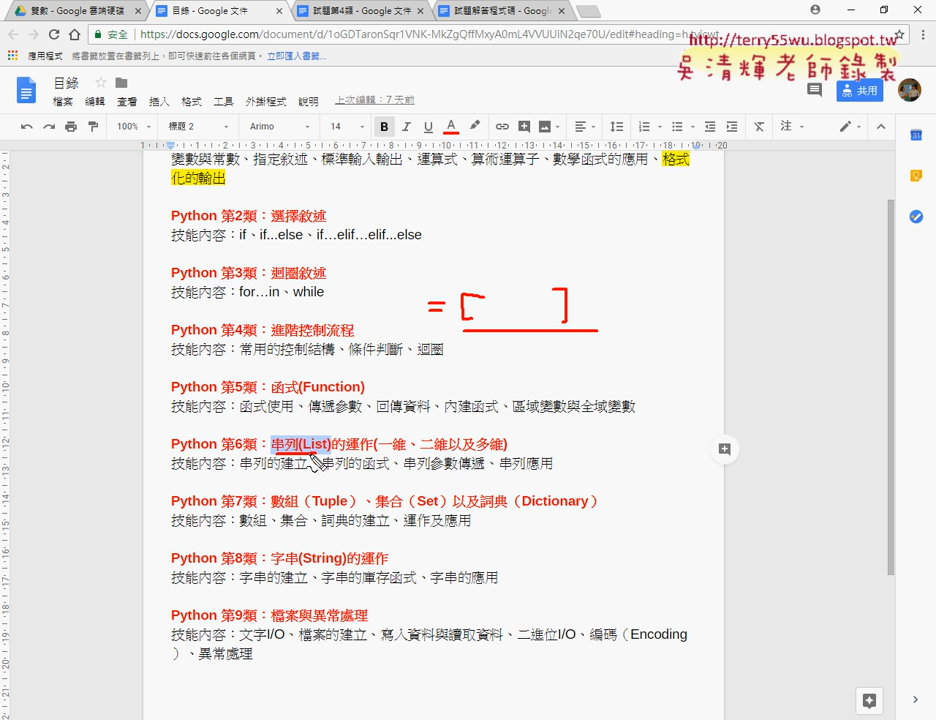 雙數 - Google 雲端硬碟
目錄 - Google 文件
試題第4類 - Google 文件
試題解答程式碼 - Googl
安全 | https://docs.google.com/document/d/1oGDTaronSqr1VNK-MkZgQffMxyA0mL4VVUUiN2qe70U/edit#heading=h.
http://terry55wu.blogspot.tw
吳清輝老師錄製
應用程式 將書籤放在書籤列上，即可快速前往各個網頁。 立即匯入書籤...
目錄
檔案 編輯 查看 插入 格式 工具 外掛程式 說明 上次編輯：7 天前
共用
100% 標題 2 Arimo 14 B I U A 注
變數與常數、指定敘述、標準輸入輸出、運算式、算術運算子、數學函式的應用、格式
化的輸出
Python 第2類：選擇敘述
技能內容：if、if...else、if…elif…elif...else
Python 第3類：迴圈敘述
技能內容：for…in、while
= [ ]
Python 第4類：進階控制流程
技能內容：常用的控制結構、條件判斷、迴圈
Python 第5類：函式(Function)
技能內容：函式使用、傳遞參數、回傳資料、內建函式、區域變數與全域變數
Python 第6類：串列(List)的運作(一維、二維以及多維)
技能內容：串列的建立、串列的函式、串列參數傳遞、串列應用
Python 第7類：數組（Tuple）、集合（Set）以及詞典（Dictionary）
技能內容：數組、集合、詞典的建立、運作及應用
Python 第8類：字串(String)的運作
技能內容：字串的建立、字串的庫存函式、字串的應用
Python 第9類：檔案與異常處理
技能內容：文字I/O、檔案的建立、寫入資料與讀取資料、二進位I/O、編碼（Encoding
）、異常處理